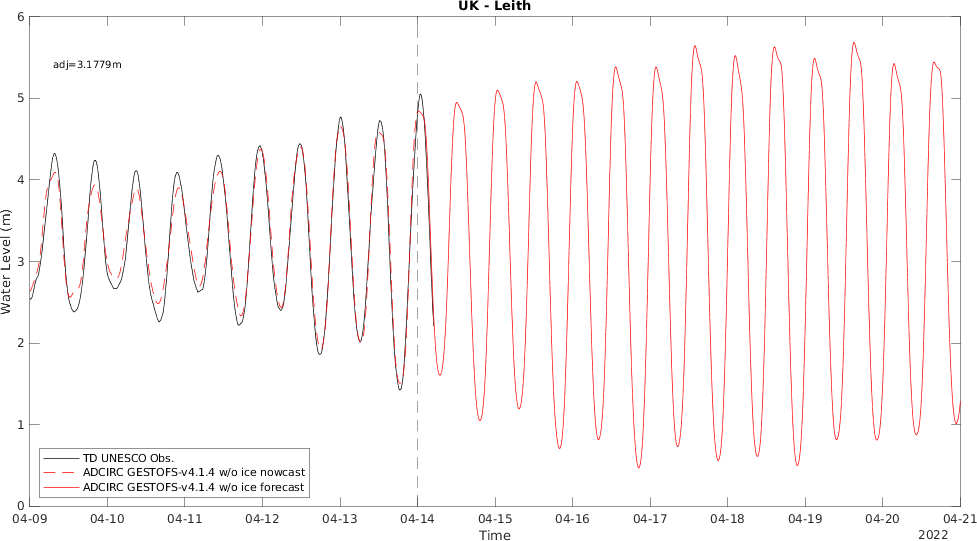 UK - Leith
adj=3.1779m
Water Level (m)
6
5
4
3
2
1
0
TD UNESCO Obs.
ADCIRC GESTOFS-v4.1.4 w/o ice nowcast
ADCIRC GESTOFS-v4.1.4 w/o ice forecast
04-09 04-10 04-11 04-12 04-13 04-14 04-15 04-16 04-17 04-18 04-19 04-20 04-21
Time
2022